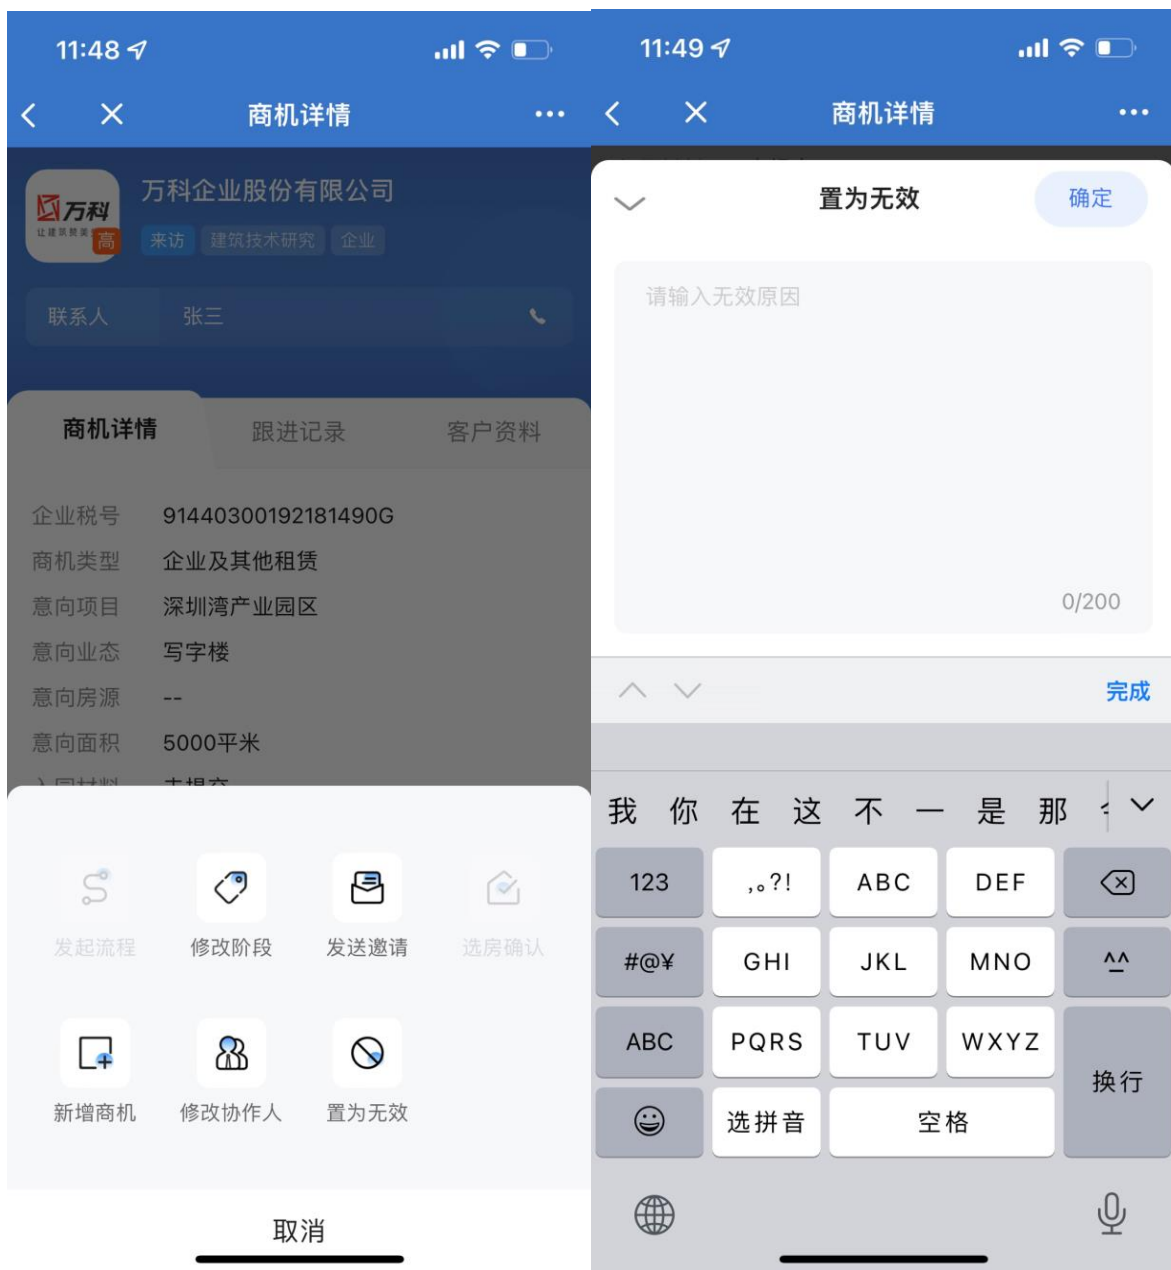 11:48
商机详情
万科
高
万科企业股份有限公司
来访 建筑技术研究 企业
联系人 张三
商机详情 跟进记录 客户资料
企业税号 91440300192181490G
商机类型 企业及其他租赁
意向项目 深圳湾产业园区
意向业态 写字楼
意向房源 --
意向面积 5000平米
发起流程 修改阶段 发送邀请 选房确认
新增商机 修改协作人 置为无效
取消
11:49
商机详情
置为无效 确定
请输入无效原因
0/200
完成
我 你 在 这 不 一 是 那
123 ,。?! ABC DEF
#@¥ GHI JKL MNO ^^
ABC PQRS TUV WXYZ
换行
选拼音 空格